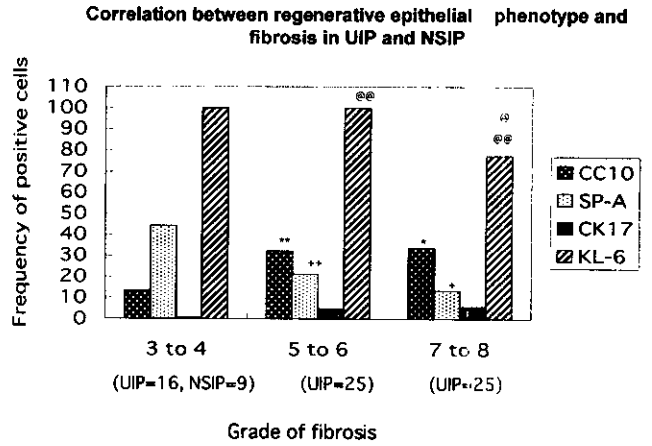 Correlation between regenerative epithelial phenotype and
fibrosis in UIP and NSIP
Frequency of positive cells
110
100
90
80
70
60
50
40
30
20
10
0
@@
@
@@
**
++
*
+
CC10
SP-A
CK17
KL-6
3 to 4
5 to 6
7 to 8
(UIP=16, NSIP=9)
(UIP=25)
(UIP=25)
Grade of fibrosis